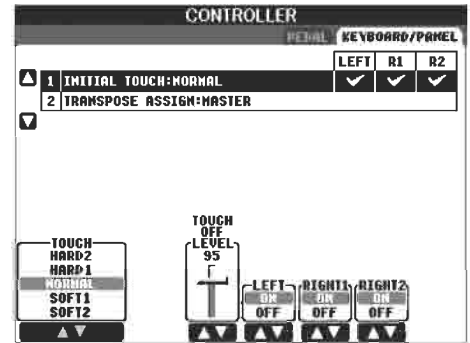 CONTROLLER
PEDAL KEYBOARD/PANEL
LEFT R1 R2
1 INITIAL TOUCH:NORMAL
2 TRANSPOSE ASSIGN:MASTER
TOUCH
HARD2
HARD1
NORMAL
SOFT1
SOFT2
TOUCH
OFF
LEVEL
95
LEFT
ON
OFF
RIGHT1
ON
OFF
RIGHT2
ON
OFF